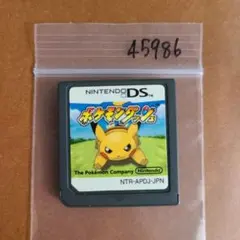 45986
NINTENDO DS
ポケモンダッシュ
The Pokémon Company Nintendo
NTR-APDJ-JPN